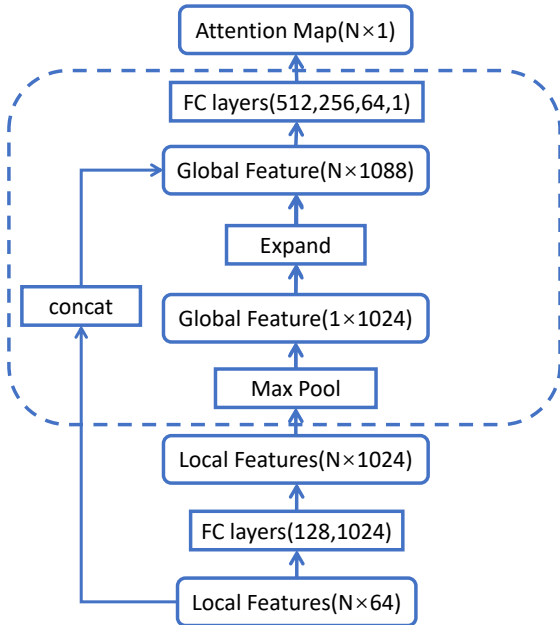 Attention Map(N×1)
FC layers(512,256,64,1)
Global Feature(N×1088)
Expand
concat
Global Feature(1×1024)
Max Pool
Local Features(N×1024)
FC layers(128,1024)
Local Features(N×64)